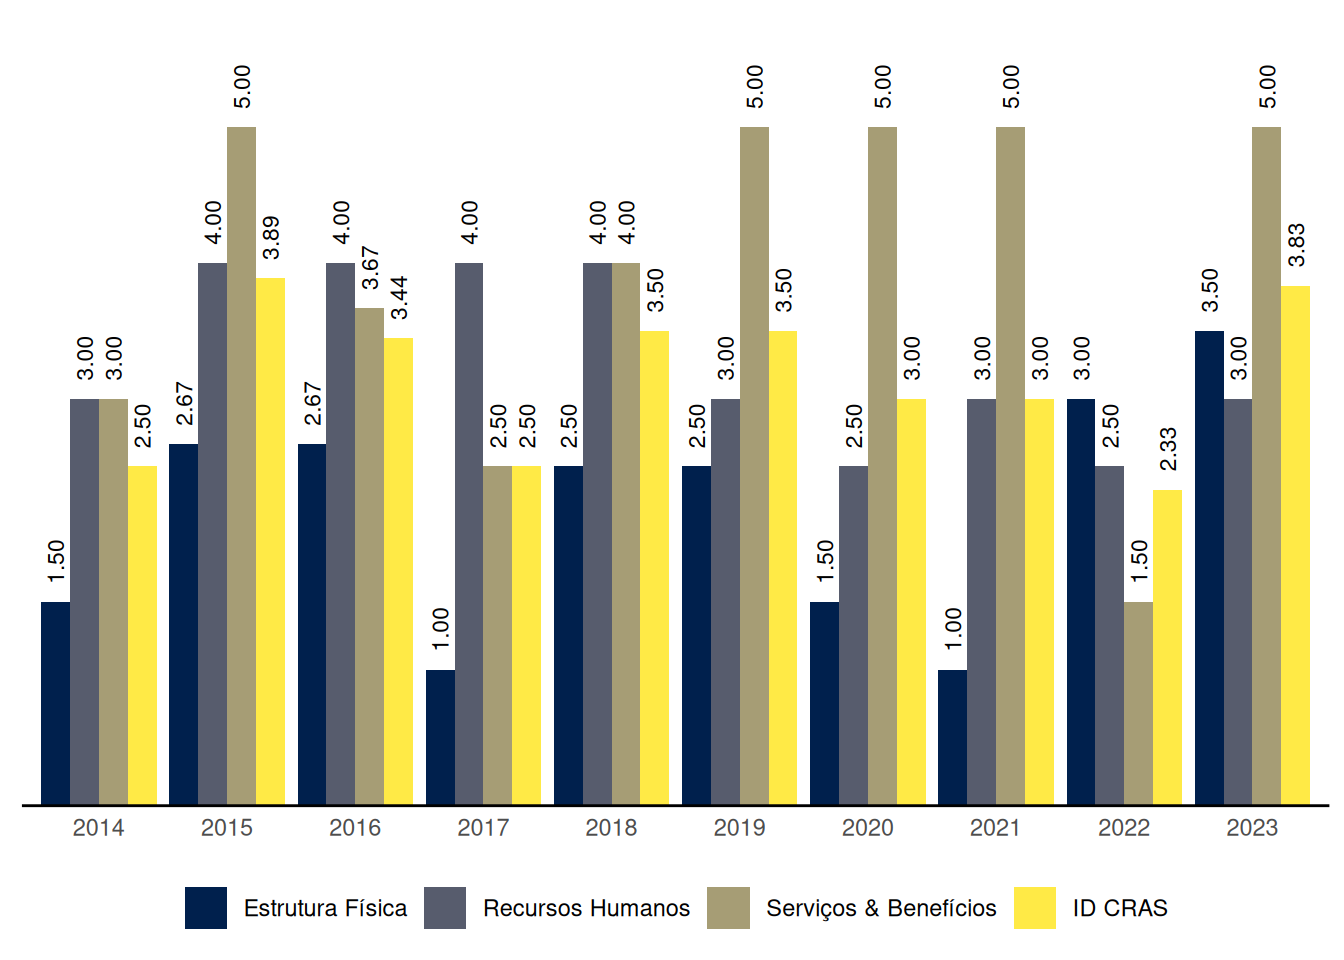 1.50 3.00 3.00 2.50
2.67 4.00 5.00 3.89
2.67 4.00 3.67 3.44
1.00 4.00 2.50 2.50
2.50 4.00 4.00 3.50
2.50 3.00 5.00 3.50
1.50 2.50 5.00 3.00
1.00 3.00 5.00 3.00
3.00 2.50 1.50 2.33
3.50 3.00 5.00 3.83
2014 2015 2016 2017 2018 2019 2020 2021 2022 2023
Estrutura Física Recursos Humanos Serviços & Benefícios ID CRAS